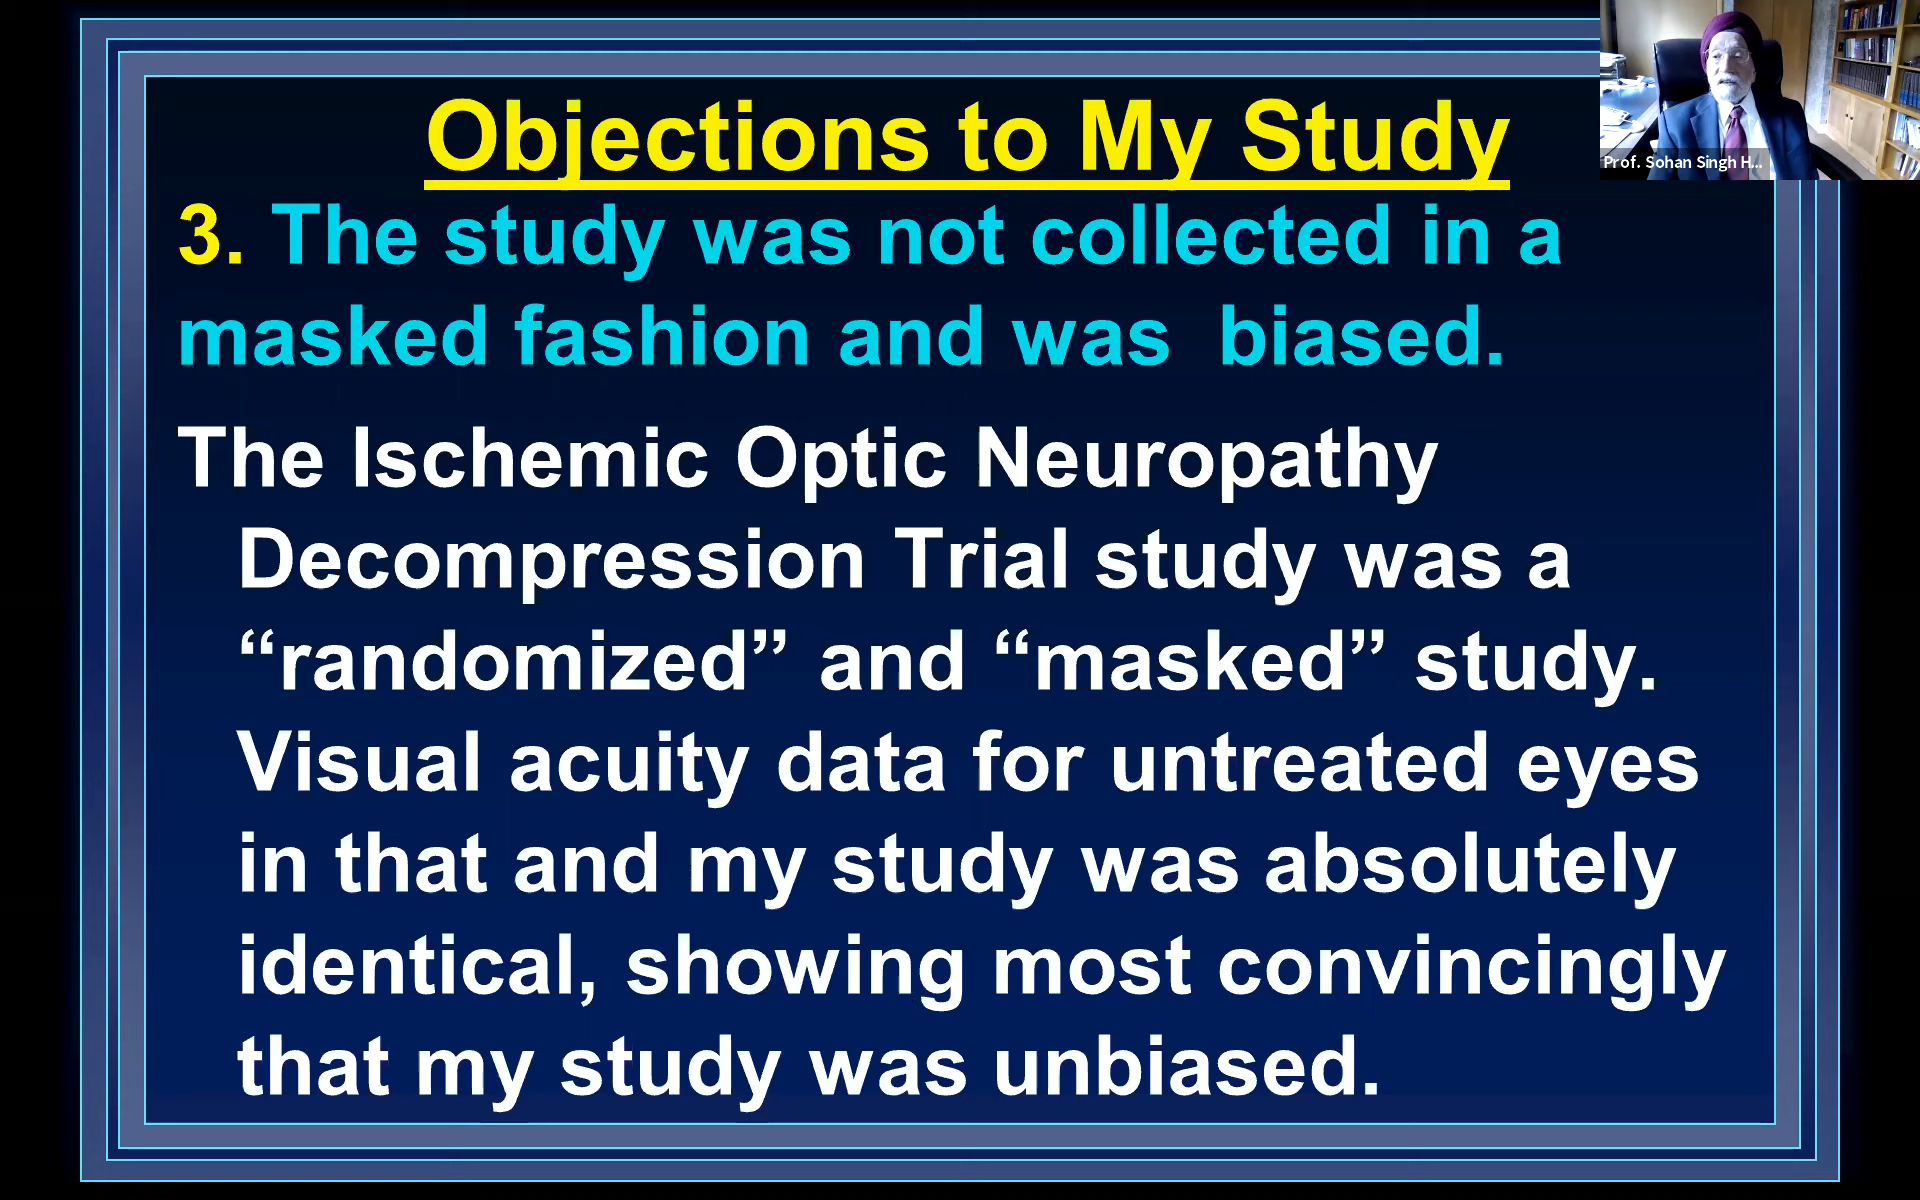 Objections to My Study
Prof. Sohan Singh H...
3. The study was not collected in a
masked fashion and was  biased.
The Ischemic Optic Neuropathy
Decompression Trial study was a
“randomized” and “masked” study.
Visual acuity data for untreated eyes
in that and my study was absolutely
identical, showing most convincingly
that my study was unbiased.